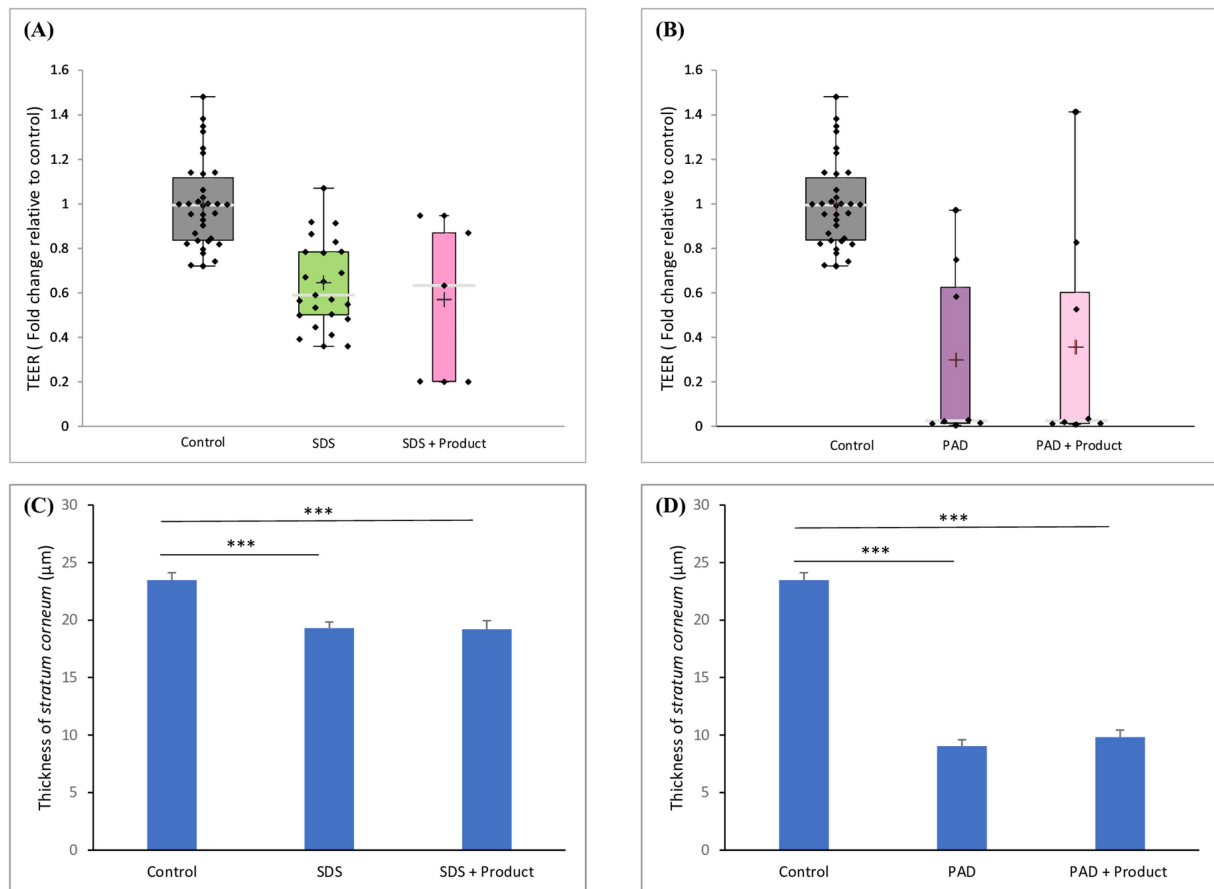 (A)
TEER ( Fold change relative to control)
1.6
1.4
1.2
1
0.8
0.6
0.4
0.2
0
Control
SDS
SDS + Product
(B)
TEER ( Fold change relative to control)
1.6
1.4
1.2
1
0.8
0.6
0.4
0.2
0
Control
PAD
PAD + Product
(C)
Thickness of stratum corneum (μm)
30
25
20
15
10
5
0
***
***
Control
SDS
SDS + Product
(D)
Thickness of stratum corneum (μm)
30
25
20
15
10
5
0
***
***
Control
PAD
PAD + Product